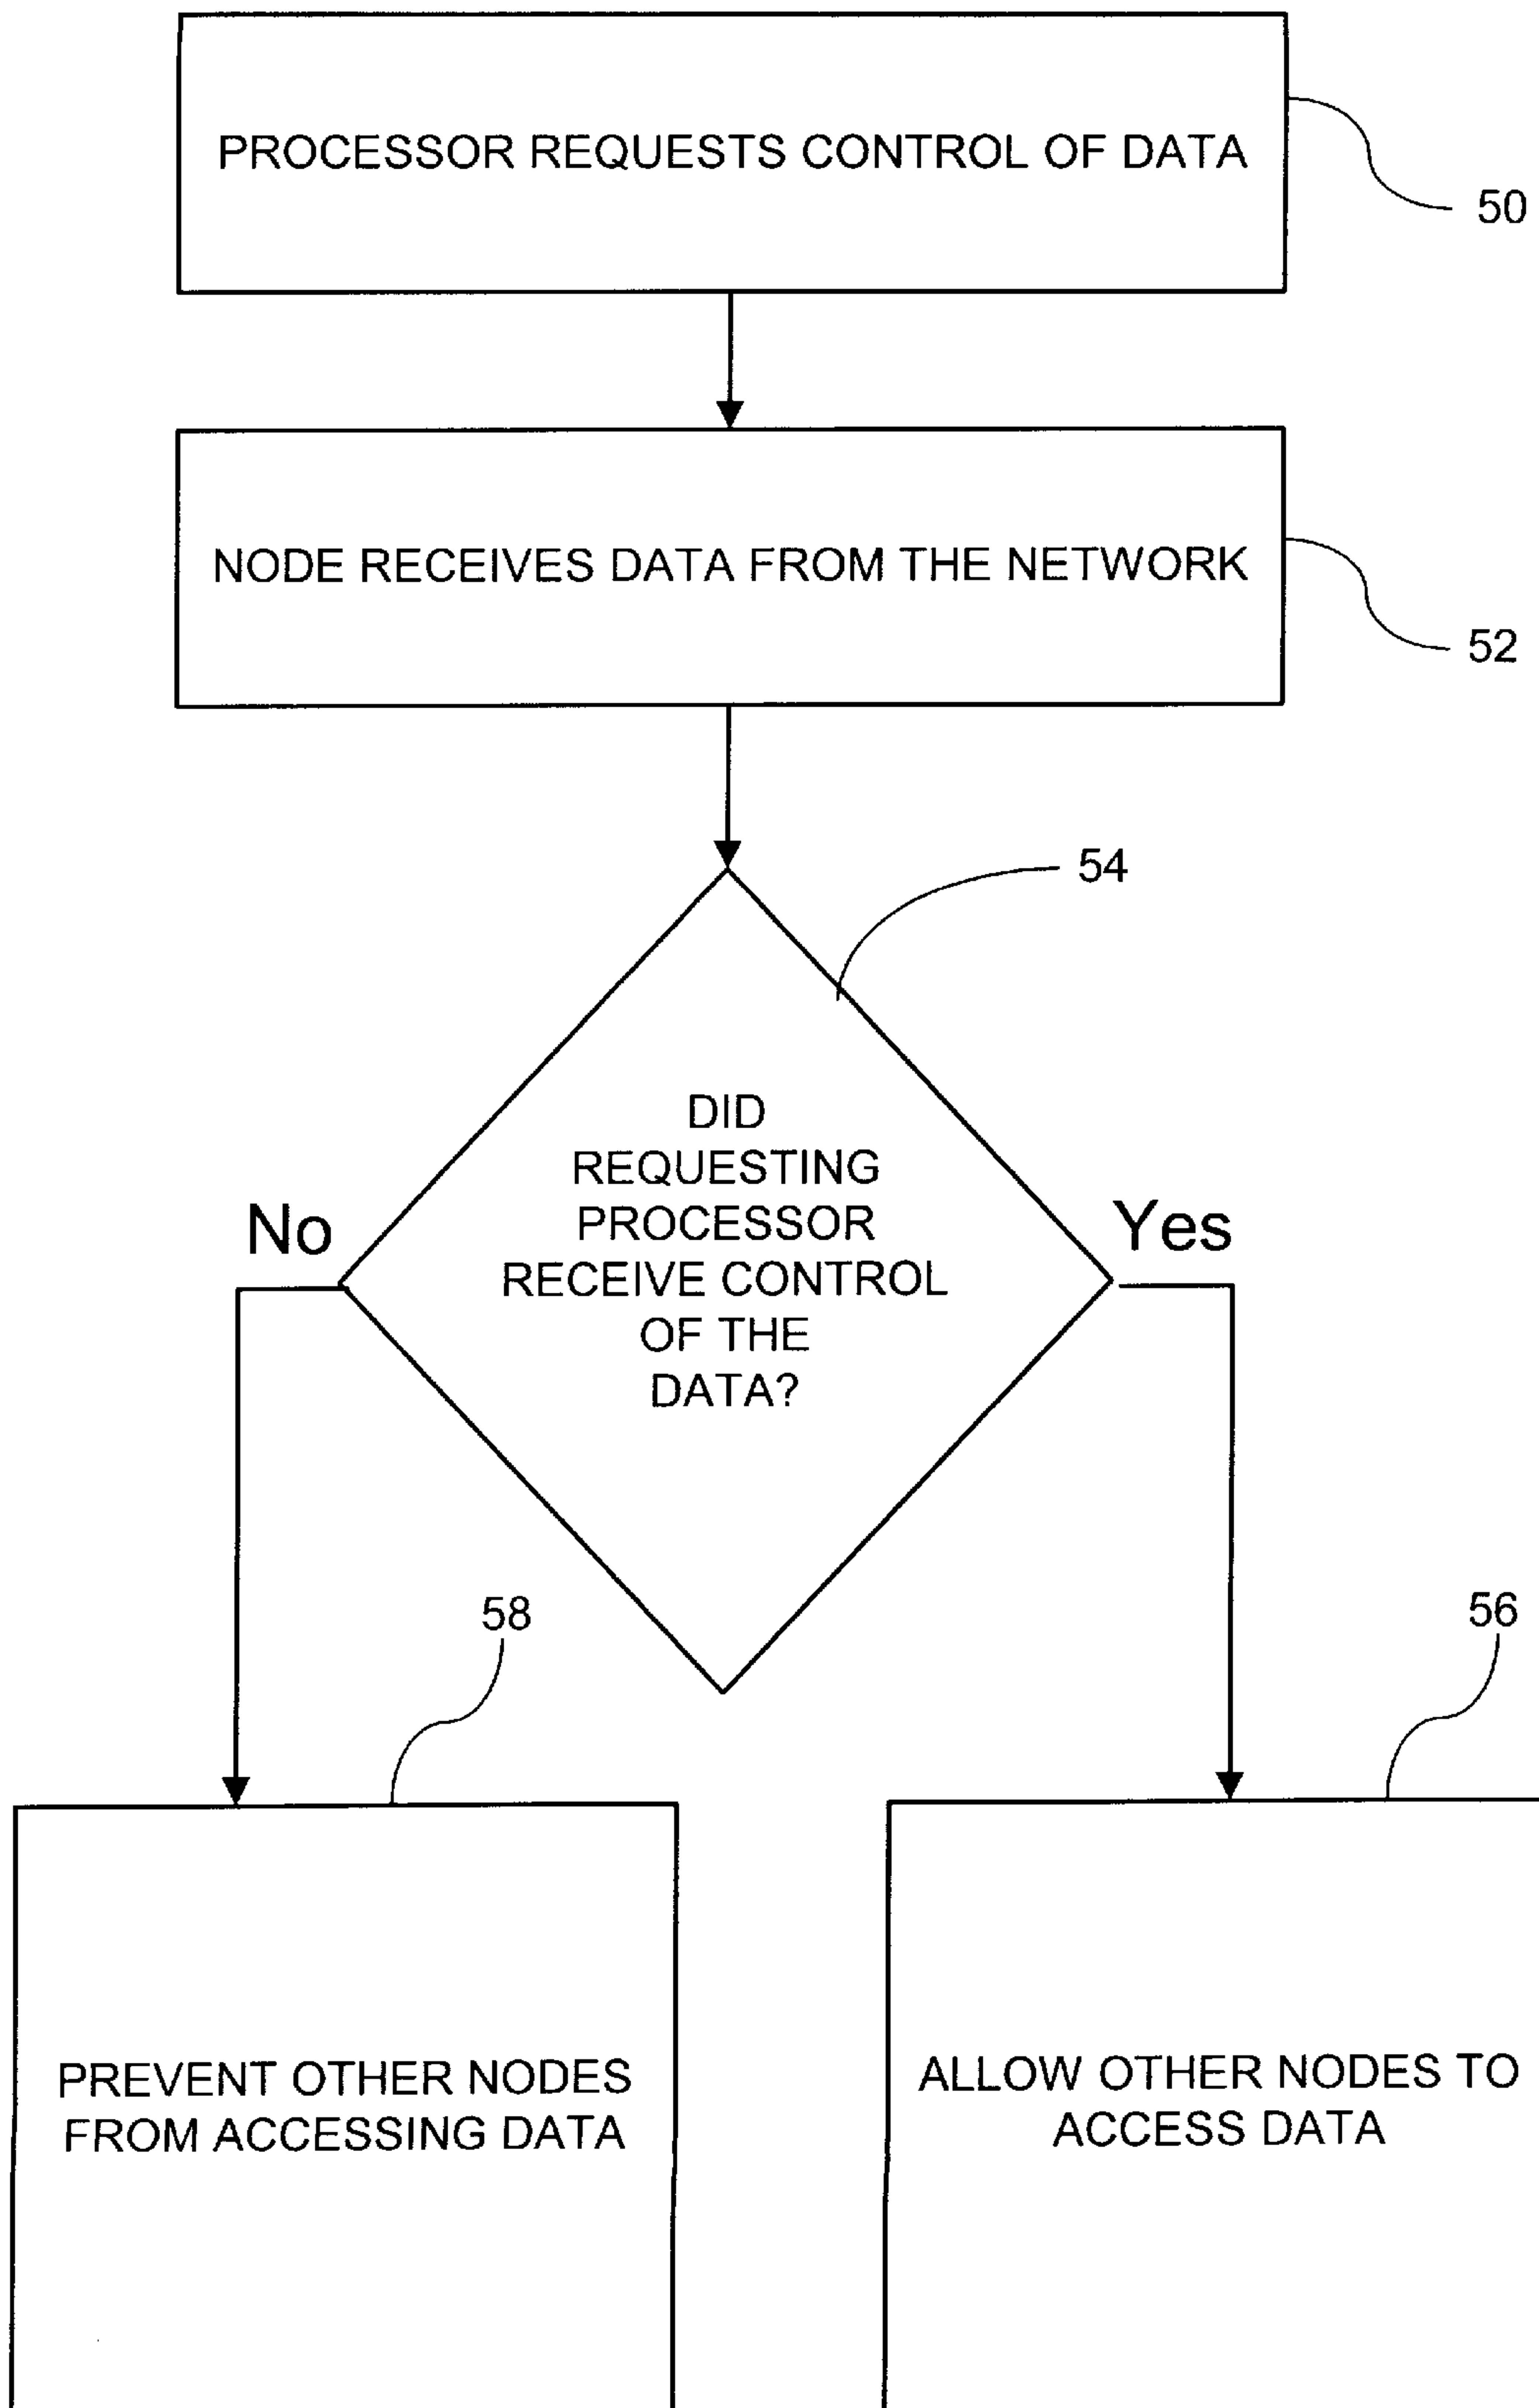 PROCESSOR REQUESTS CONTROL OF DATA
50
NODE RECEIVES DATA FROM THE NETWORK
52
54
DID
REQUESTING
PROCESSOR
RECEIVE CONTROL
OF THE
DATA?
No
Yes
58
56
PREVENT OTHER NODES
FROM ACCESSING DATA
ALLOW OTHER NODES TO
ACCESS DATA